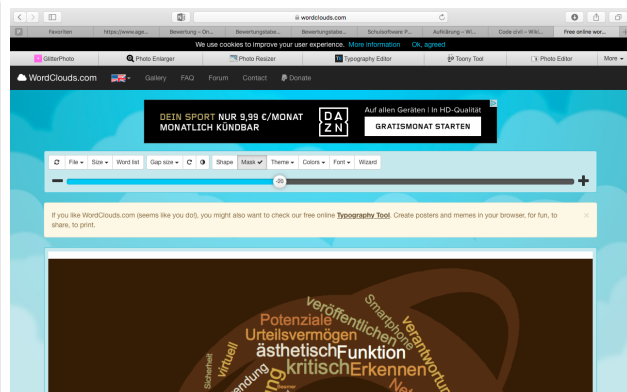 wordclouds.com
Favoriten https://www.age... Bewertung – On... Bewertungstabe... Bewertungstabe... Schulsoftware P... Aufklärung – Wi... Code civil – Wiki... Free online wor...
We use cookies to improve your user experience. More information Ok, agreed
GlitterPhoto Photo Enlarger Photo Resizer Typography Editor Toony Tool Photo Editor More
WordClouds.com Gallery FAQ Forum Contact Donate
DEIN SPORT NUR 9,99 €/MONAT
MONATLICH KÜNDBAR
DA
ZN
Auf allen Geräten | In HD-Qualität
GRATISMONAT STARTEN
File Size Word list Gap size Shape Mask Theme Colors Font Wizard
-20
If you like WordClouds.com (seems like you do!), you might also want to check our free online Typography Tool. Create posters and memes in your browser, for fun, to
share, to print.
veröffentlichen
Smartphone
Potenziale
Urteilsvermögen
ästhetisch
Funktion
kritisch
Erkennen
virtuell
Sicherheit